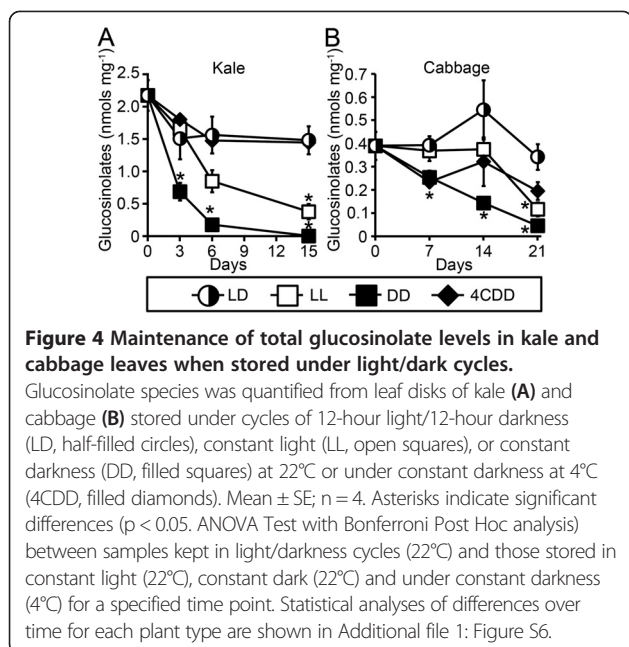 A
B
Kale
Cabbage
Glucosinolates (nmols mg⁻¹)
2.5
2.0
1.5
1.0
0.5
0
0 3 6 9 12 15
Days
Glucosinolates (nmols mg⁻¹)
0.7
0.6
0.5
0.4
0.3
0.2
0.1
0
0 7 14 21
Days
* * * *
* * * *
LD LL DD 4CDD
Figure 4 Maintenance of total glucosinolate levels in kale and
cabbage leaves when stored under light/dark cycles.
Glucosinolate species was quantified from leaf disks of kale (A) and
cabbage (B) stored under cycles of 12-hour light/12-hour darkness
(LD, half-filled circles), constant light (LL, open squares), or constant
darkness (DD, filled squares) at 22°C or under constant darkness at 4°C
(4CDD, filled diamonds). Mean ± SE; n = 4. Asterisks indicate significant
differences (p < 0.05. ANOVA Test with Bonferroni Post Hoc analysis)
between samples kept in light/darkness cycles (22°C) and those stored in
constant light (22°C), constant dark (22°C) and under constant darkness
(4°C) for a specified time point. Statistical analyses of differences over
time for each plant type are shown in Additional file 1: Figure S6.